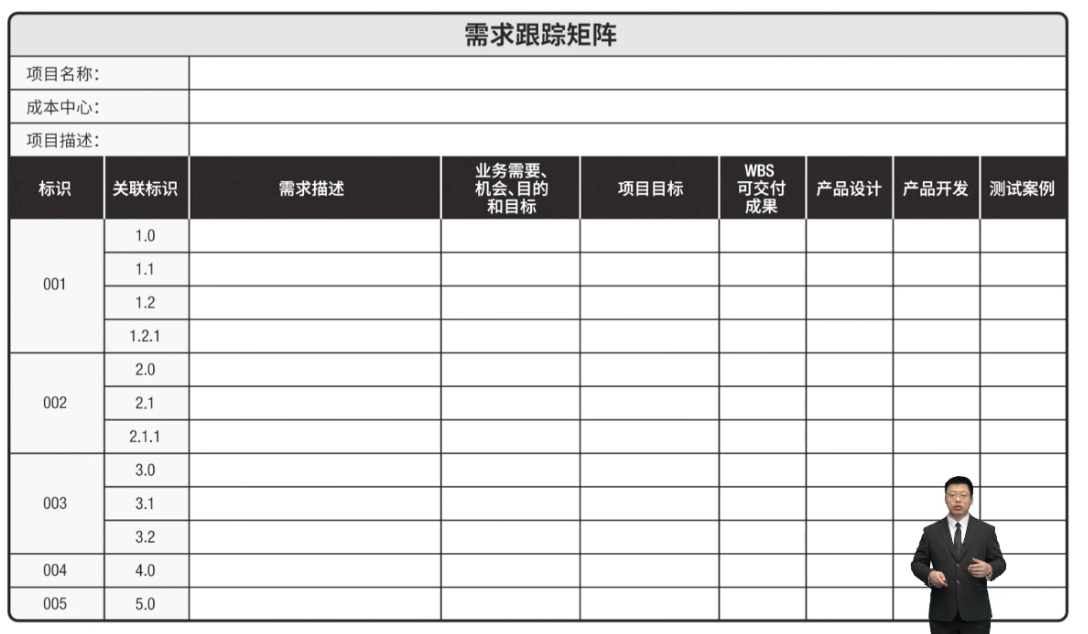 需求跟踪矩阵
项目名称：
成本中心：
项目描述：
标识 关联标识 需求描述 业务需要、机会、目的和目标 项目目标 WBS可交付成果 产品设计 产品开发 测试案例
001 1.0
1.1
1.2
1.2.1
002 2.0
2.1
2.1.1
003 3.0
3.1
3.2
004 4.0
005 5.0